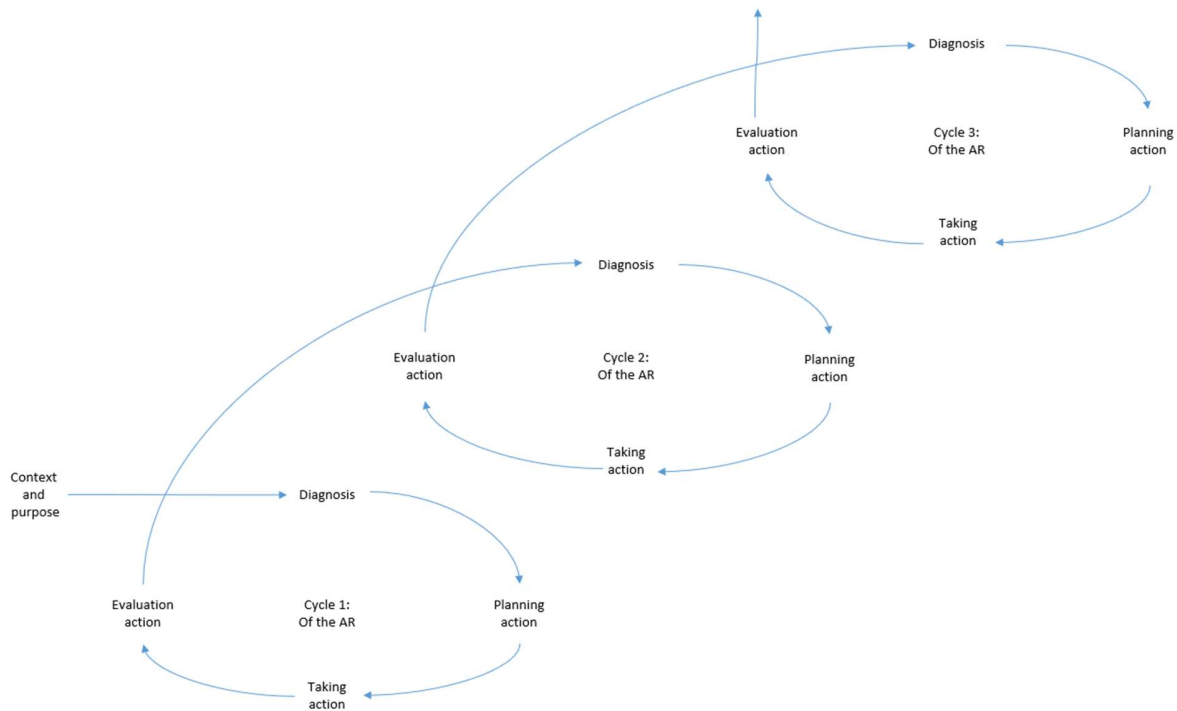 Diagnosis
Evaluation
action
Cycle 3:
Of the AR
Planning
action
Taking
action
Diagnosis
Evaluation
action
Cycle 2:
Of the AR
Planning
action
Taking
action
Context
and
purpose
Diagnosis
Evaluation
action
Cycle 1:
Of the AR
Planning
action
Taking
action